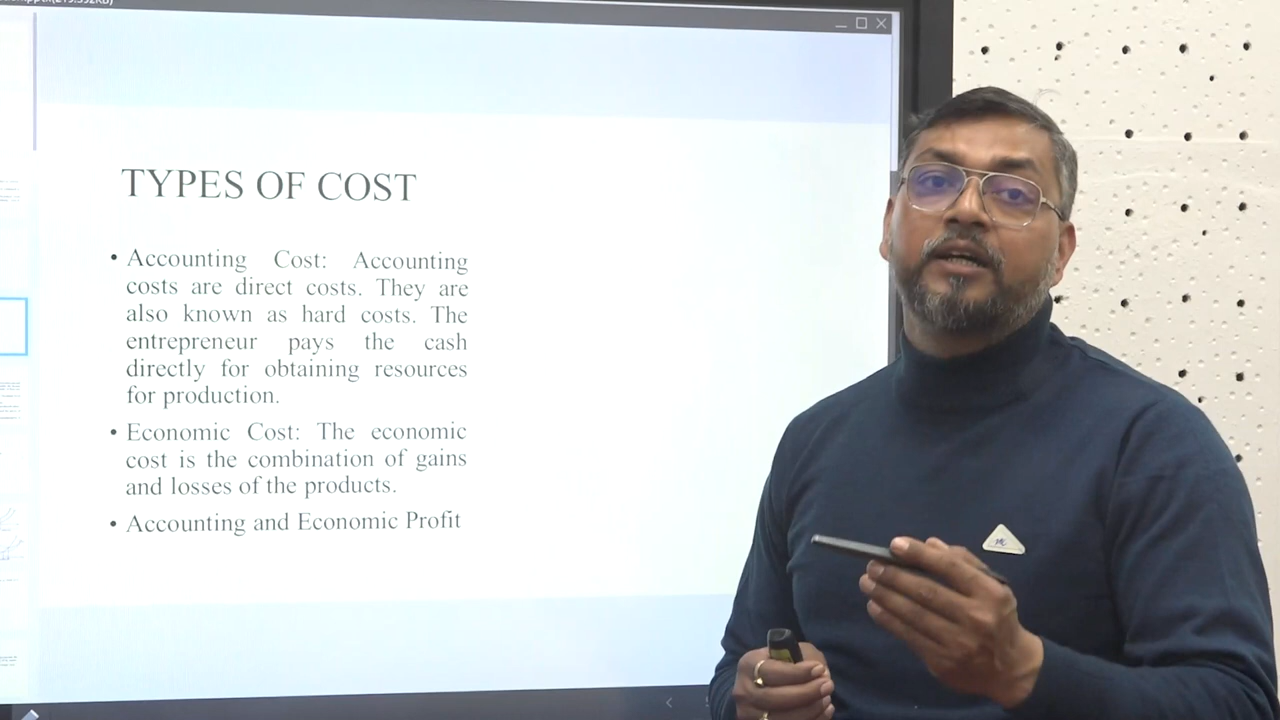 TYPES OF COST
• Accounting Cost: Accounting
costs are direct costs. They are
also known as hard costs. The
entrepreneur pays the cash
directly for obtaining resources
for production.
• Economic Cost: The economic
cost is the combination of gains
and losses of the products.
• Accounting and Economic Profit